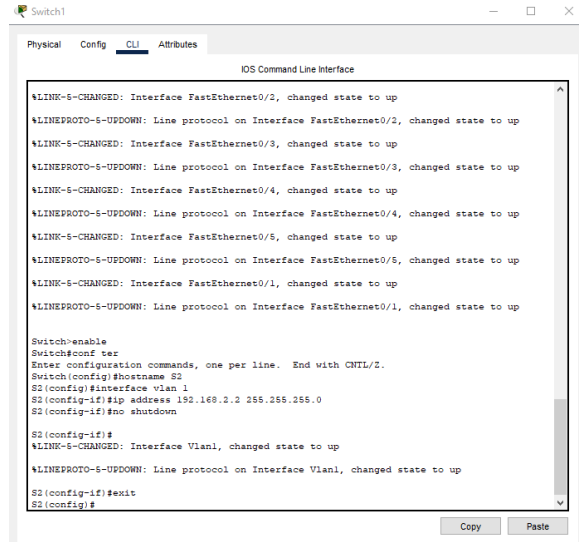 Switch1
Physical Config CLI Attributes
IOS Command Line Interface
%LINK-5-CHANGED: Interface FastEthernet0/2, changed state to up
%LINEPROTO-5-UPDOWN: Line protocol on Interface FastEthernet0/2, changed state to up
%LINK-5-CHANGED: Interface FastEthernet0/3, changed state to up
%LINEPROTO-5-UPDOWN: Line protocol on Interface FastEthernet0/3, changed state to up
%LINK-5-CHANGED: Interface FastEthernet0/4, changed state to up
%LINEPROTO-5-UPDOWN: Line protocol on Interface FastEthernet0/4, changed state to up
%LINK-5-CHANGED: Interface FastEthernet0/5, changed state to up
%LINEPROTO-5-UPDOWN: Line protocol on Interface FastEthernet0/5, changed state to up
%LINK-5-CHANGED: Interface FastEthernet0/1, changed state to up
%LINEPROTO-5-UPDOWN: Line protocol on Interface FastEthernet0/1, changed state to up
Switch>enable
Switch#conf ter
Enter configuration commands, one per line. End with CNTL/Z.
Switch(config)#hostname S2
S2(config)#interface vlan 1
S2(config-if)#ip address 192.168.2.2 255.255.255.0
S2(config-if)#no shutdown
S2(config-if)#
%LINK-5-CHANGED: Interface Vlan1, changed state to up
%LINEPROTO-5-UPDOWN: Line protocol on Interface Vlan1, changed state to up
S2(config-if)#exit
S2(config)#
Copy Paste